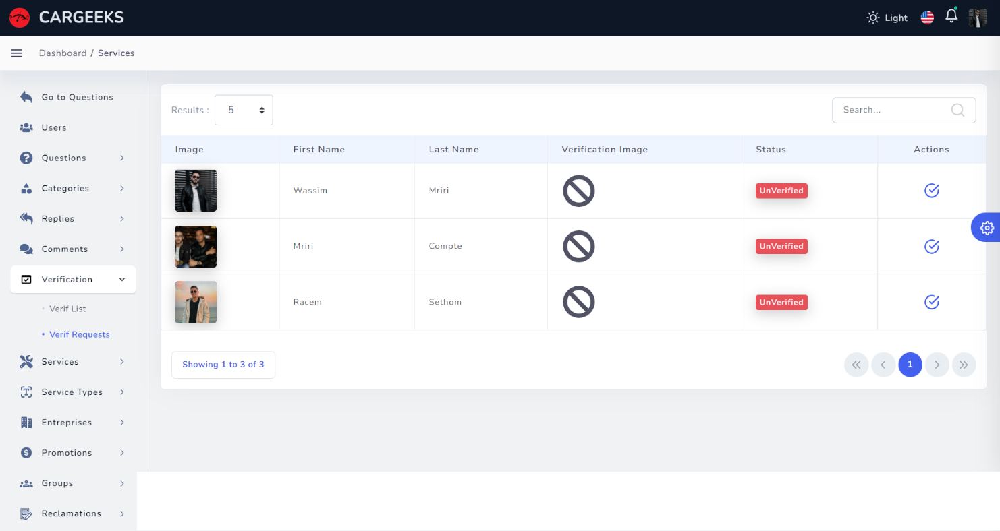 CARGEEKS
Light
Dashboard / Services
Go to Questions
Users
Questions
Categories
Replies
Comments
Verification
Verif List
Verif Requests
Services
Service Types
Entreprises
Promotions
Groups
Reclamations
Results :
5
Search...
Image First Name Last Name Verification Image Status Actions
Wassim Mriri UnVerified
Mriri Compte UnVerified
Racem Sethom UnVerified
Showing 1 to 3 of 3
1